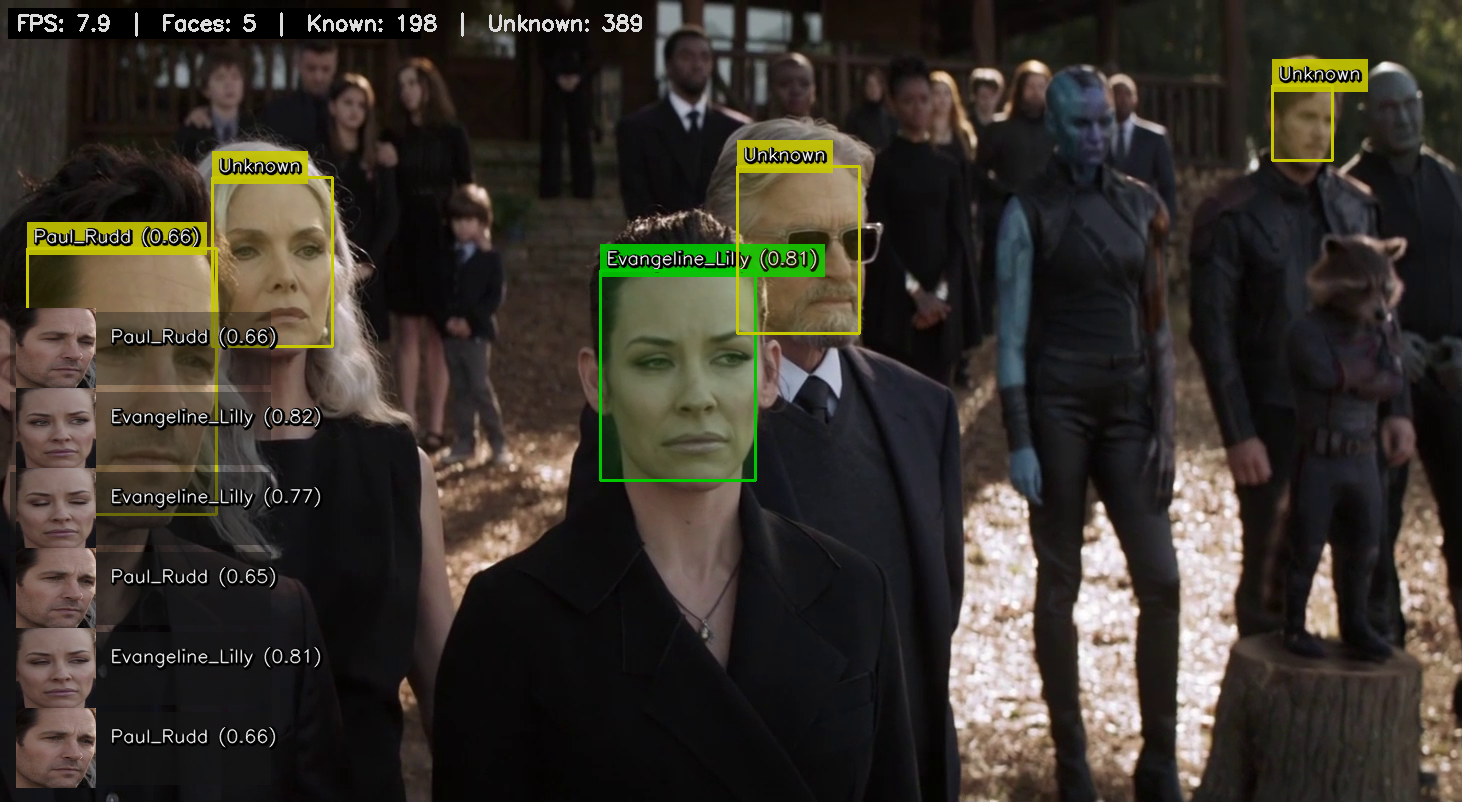 FPS: 7.9 | Faces: 5 | Known: 198 | Unknown: 389
Unknown
Unknown
Unknown
Paul_Rudd (0.66)
Evangeline_Lilly (0.81)
Paul_Rudd (0.66)
Evangeline_Lilly (0.82)
Evangeline_Lilly (0.77)
Paul_Rudd (0.65)
Evangeline_Lilly (0.81)
Paul_Rudd (0.66)